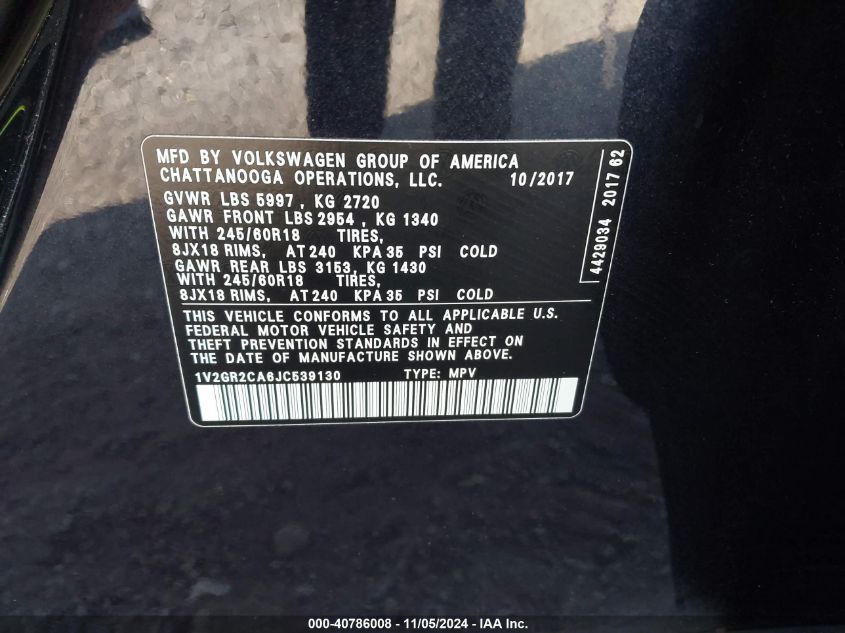 MFD BY VOLKSWAGEN GROUP OF AMERICA
CHATTANOOGA OPERATIONS, LLC. 10/2017
GVWR LBS 5997, KG 2720
GAWR FRONT LBS 2954, KG 1340
WITH 245/60R18 TIRES,
8JX18 RIMS, AT 240 KPA 35 PSI COLD
GAWR REAR LBS 3153, KG 1430
WITH 245/60R18 TIRES,
8JX18 RIMS, AT 240 KPA 35 PSI COLD
THIS VEHICLE CONFORMS TO ALL APPLICABLE U.S.
FEDERAL MOTOR VEHICLE SAFETY AND
THEFT PREVENTION STANDARDS IN EFFECT ON
THE DATE OF MANUFACTURE SHOWN ABOVE.
1V2GR2CA6JC539130 TYPE: MPV
4429034 2017 62
000-40786008 - 11/05/2024 - IAA Inc.